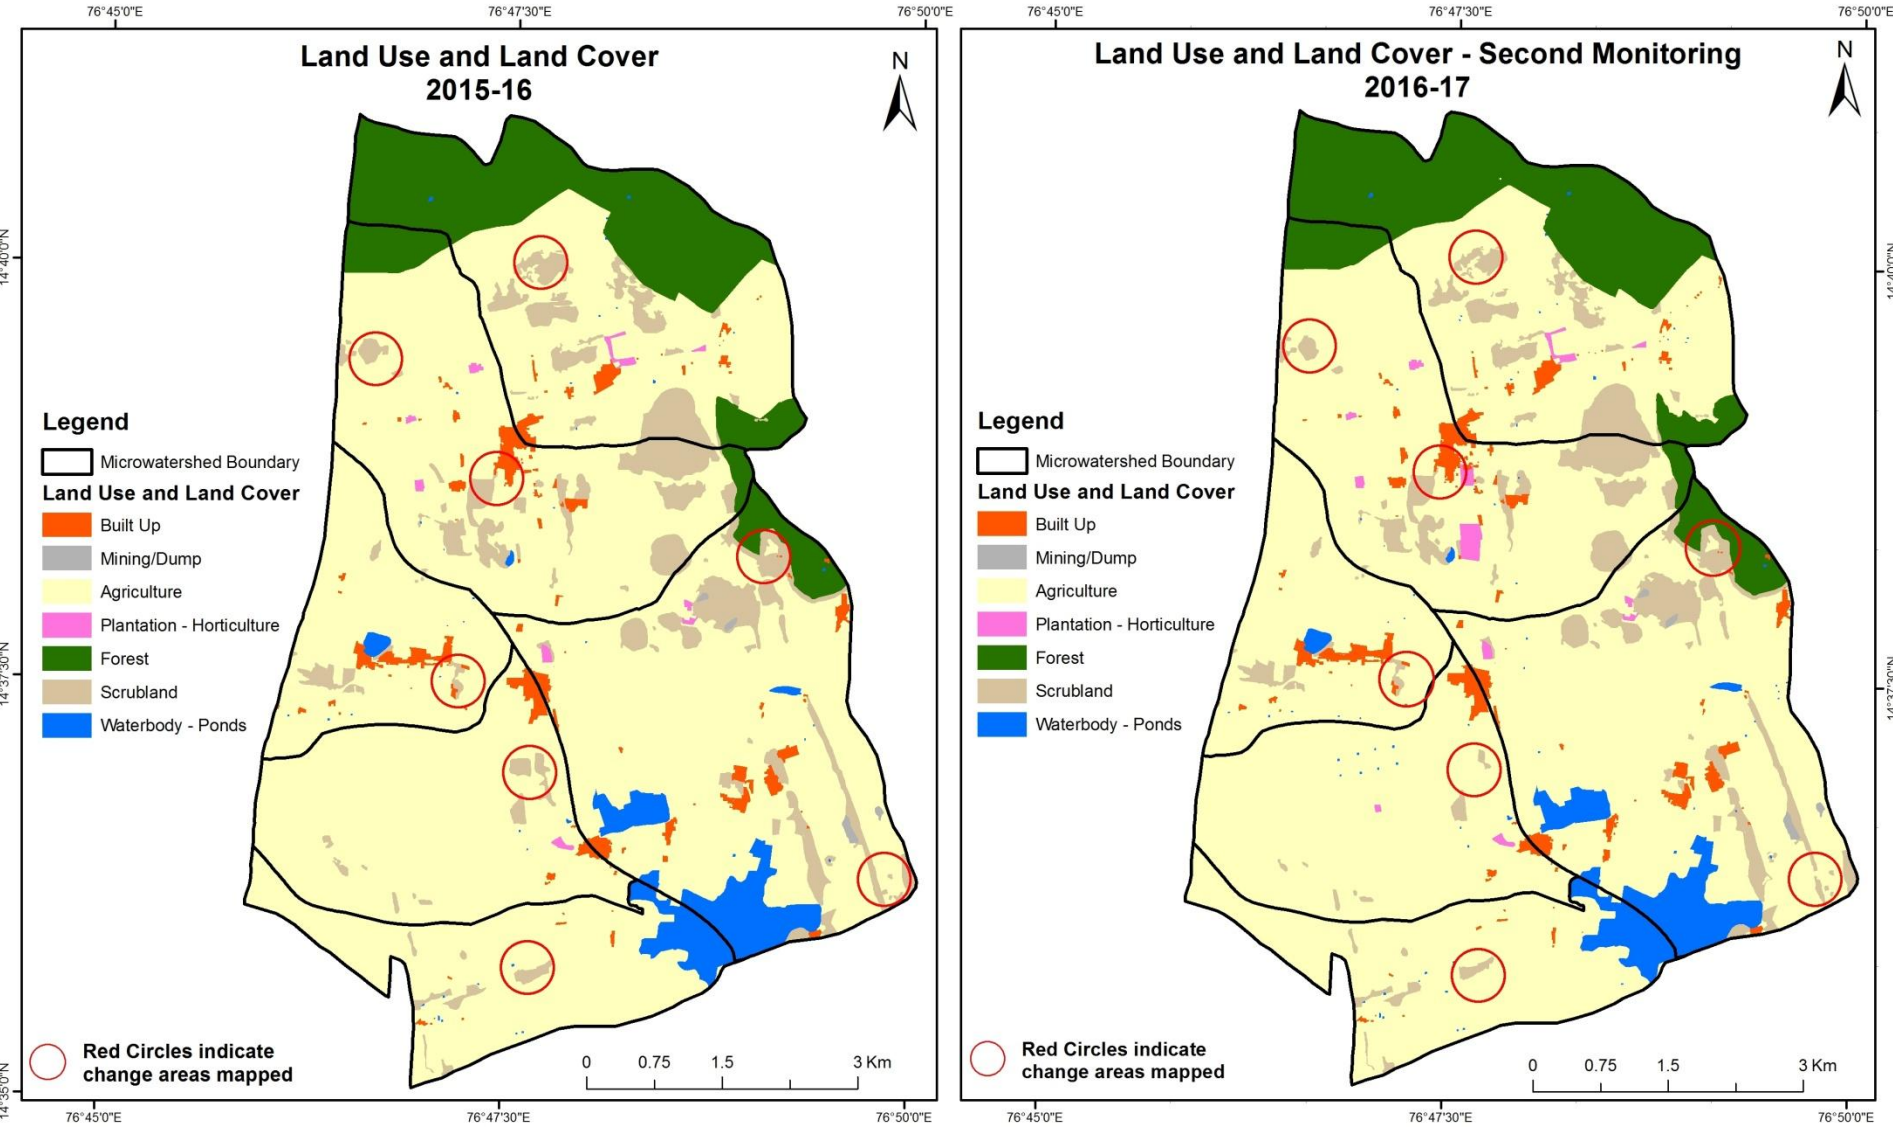 76°45'0"E 76°47'30"E 76°50'0"E
Land Use and Land Cover
2015-16
N
14°40'0"N
Legend
Microwatershed Boundary
Land Use and Land Cover
Built Up
Mining/Dump
Agriculture
Plantation - Horticulture
Forest
Scrubland
Waterbody - Ponds
14°37'30"N
Red Circles indicate
change areas mapped
0 0.75 1.5 3 Km
14°35'0"N
76°45'0"E 76°47'30"E 76°50'0"E
76°45'0"E 76°47'30"E 76°50'0"E
Land Use and Land Cover - Second Monitoring
2016-17
N
14°40'0"N
Legend
Microwatershed Boundary
Land Use and Land Cover
Built Up
Mining/Dump
Agriculture
Plantation - Horticulture
Forest
Scrubland
Waterbody - Ponds
14°37'30"N
Red Circles indicate
change areas mapped
0 0.75 1.5 3 Km
76°45'0"E 76°47'30"E 76°50'0"E